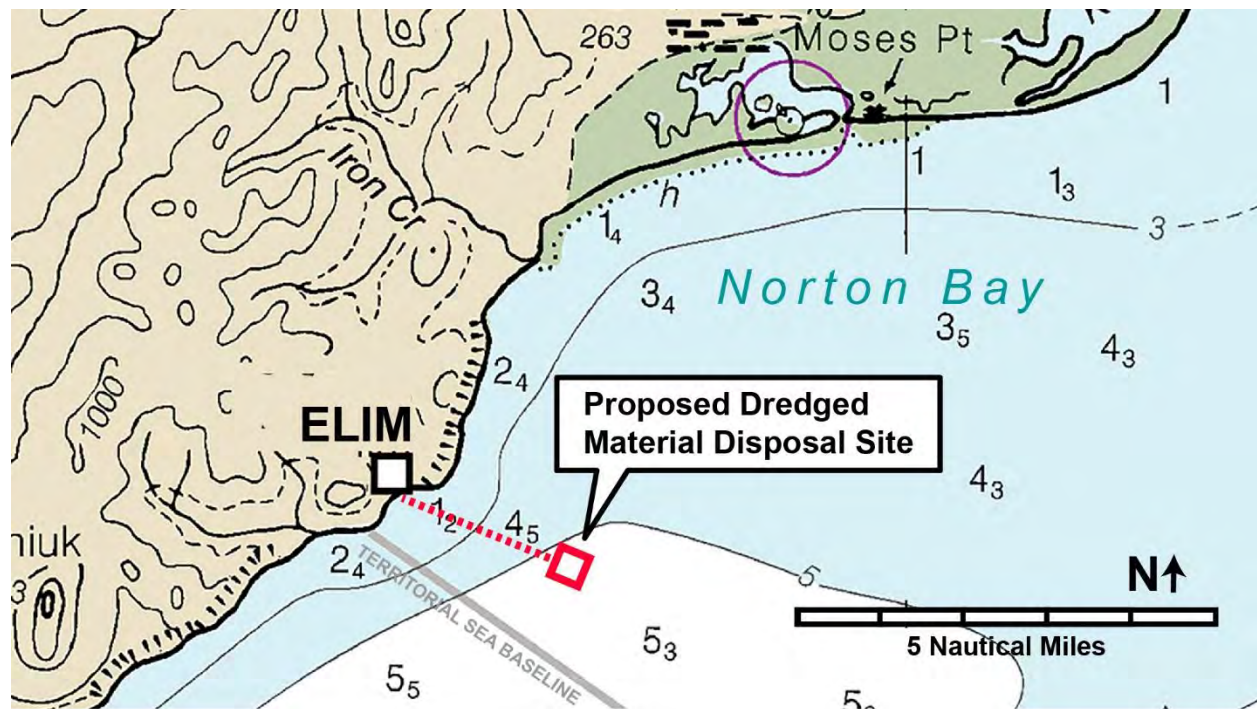 263
Moses Pt
1
Iron Cr
h
1
1₃
1₄
3
Norton Bay
3₄
3₅
4₃
2₄
1000
ELIM
Proposed Dredged
Material Disposal Site
4₃
1₂
4₅
niuk
2₄
TERRITORIAL SEA BASELINE
5
N
3
5 Nautical Miles
5₃
5₅